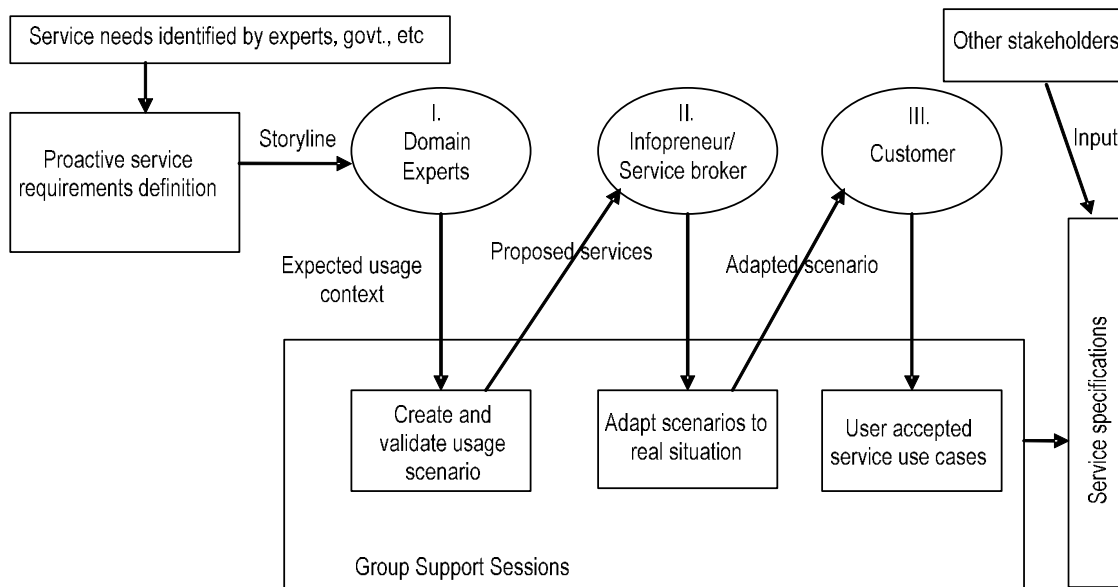 Service needs identified by experts, govt., etc
Other stakeholders
Proactive service
requirements definition
Storyline
I.
Domain
Experts
II.
Infopreneur/
Service broker
III.
Customer
Input
Expected usage
context
Proposed services
Adapted scenario
Create and
validate usage
scenario
Adapt scenarios to
real situation
User accepted
service use cases
Service specifications
Group Support Sessions